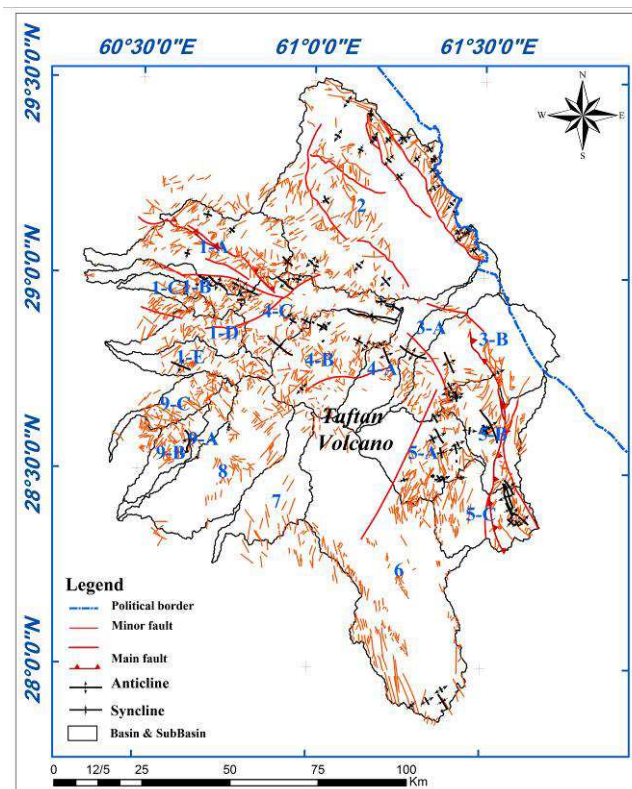 60°30'0"E 61°0'0"E 61°30'0"E
29°30'0"N
29°0'0"N
28°30'0"N
28°0'0"N
N
W E
S
2
1-A
1-C 1-B
4-C
1-D
3-A
3-B
1-E
4-B
4-A
9-C
Taftan
Volcano
9-A
9-B
5-A
5-B
8
7
5-C
6
Legend
Political border
Minor fault
Main fault
Anticline
Syncline
Basin & SubBasin
0 12/5 25 50 75 100
Km